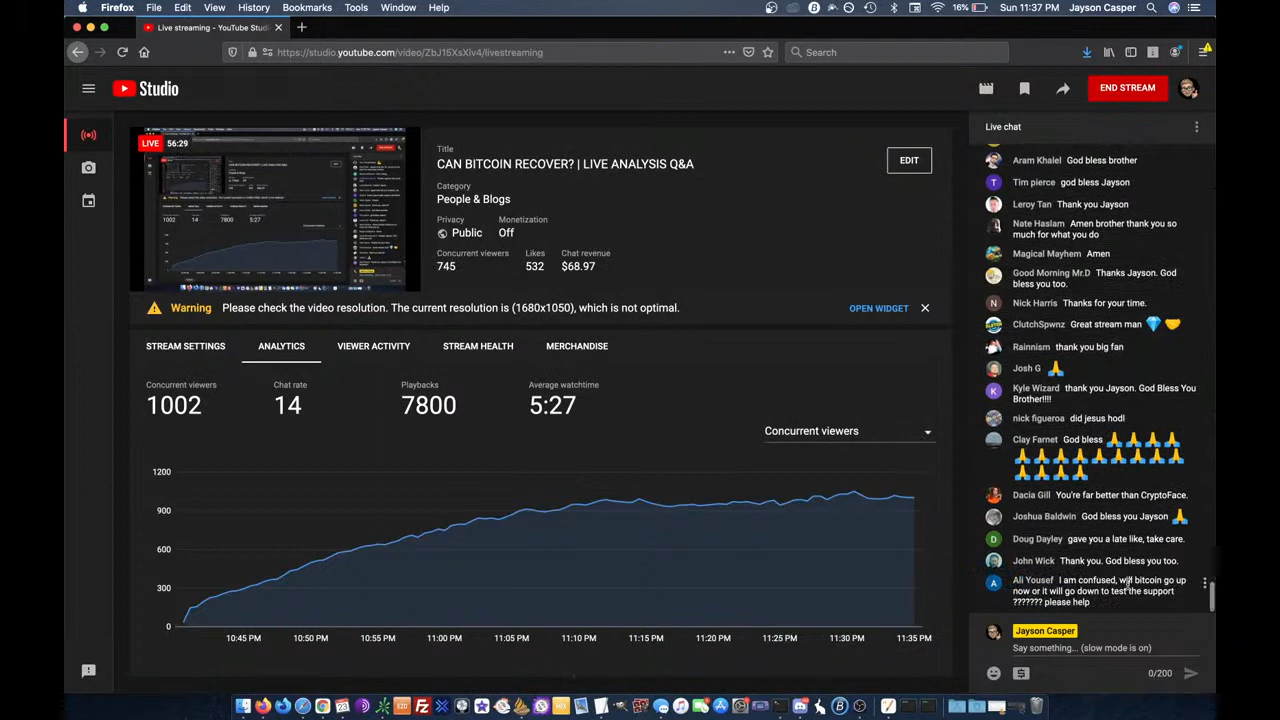 Firefox File Edit View History Bookmarks Tools Window Help
16% Sun 11:37 PM Jayson Casper
Live streaming - YouTube Studi
https://studio.youtube.com/video/ZbJ15XsXiv4/livestreaming
Search
Studio
END STREAM
LIVE 56:29
Title
CAN BITCOIN RECOVER? | LIVE ANALYSIS Q&A
EDIT
Category
People & Blogs
Privacy Monetization
Public Off
Concurrent viewers Likes Chat revenue
745 532 $68.97
Warning Please check the video resolution. The current resolution is (1680x1050), which is not optimal.
OPEN WIDGET
STREAM SETTINGS ANALYTICS VIEWER ACTIVITY STREAM HEALTH MERCHANDISE
Concurrent viewers Chat rate Playbacks Average watchtime
1002 14 7800 5:27
Concurrent viewers
1200
900
600
300
0
10:45 PM 10:50 PM 10:55 PM 11:00 PM 11:05 PM 11:10 PM 11:15 PM 11:20 PM 11:25 PM 11:30 PM 11:35 PM
Live chat
Aram Khalel God bless brother
Tim pierce god bless Jayson
Leroy Tan Thank you Jayson
Nate Haslam Amen brother thank you so
much for what you do
Magical Mayhem Amen
Good Morning Mr.D Thanks Jayson. God
bless you too.
Nick Harris Thanks for your time.
ClutchSpwnz Great stream man 💎 🤝
Rainnism thank you big fan
Josh G 🙏
Kyle Wizard thank you Jayson. God Bless You
Brother!!!!
nick figueroa did jesus hodl
Clay Farnet God bless 🙏 🙏 🙏 🙏
🙏 🙏 🙏 🙏 🙏 🙏 🙏 🙏 🙏
🙏 🙏 🙏 🙏
Dacia Gill You're far better than CryptoFace.
Joshua Baldwin God bless you Jayson 🙏
Doug Dayley gave you a late like, take care.
John Wick Thank you. God bless you too.
Ali Yousef I am confused, will bitcoin go up
now or it will go down to test the support
??????? please help
Jayson Casper
Say something... (slow mode is on)
0/200